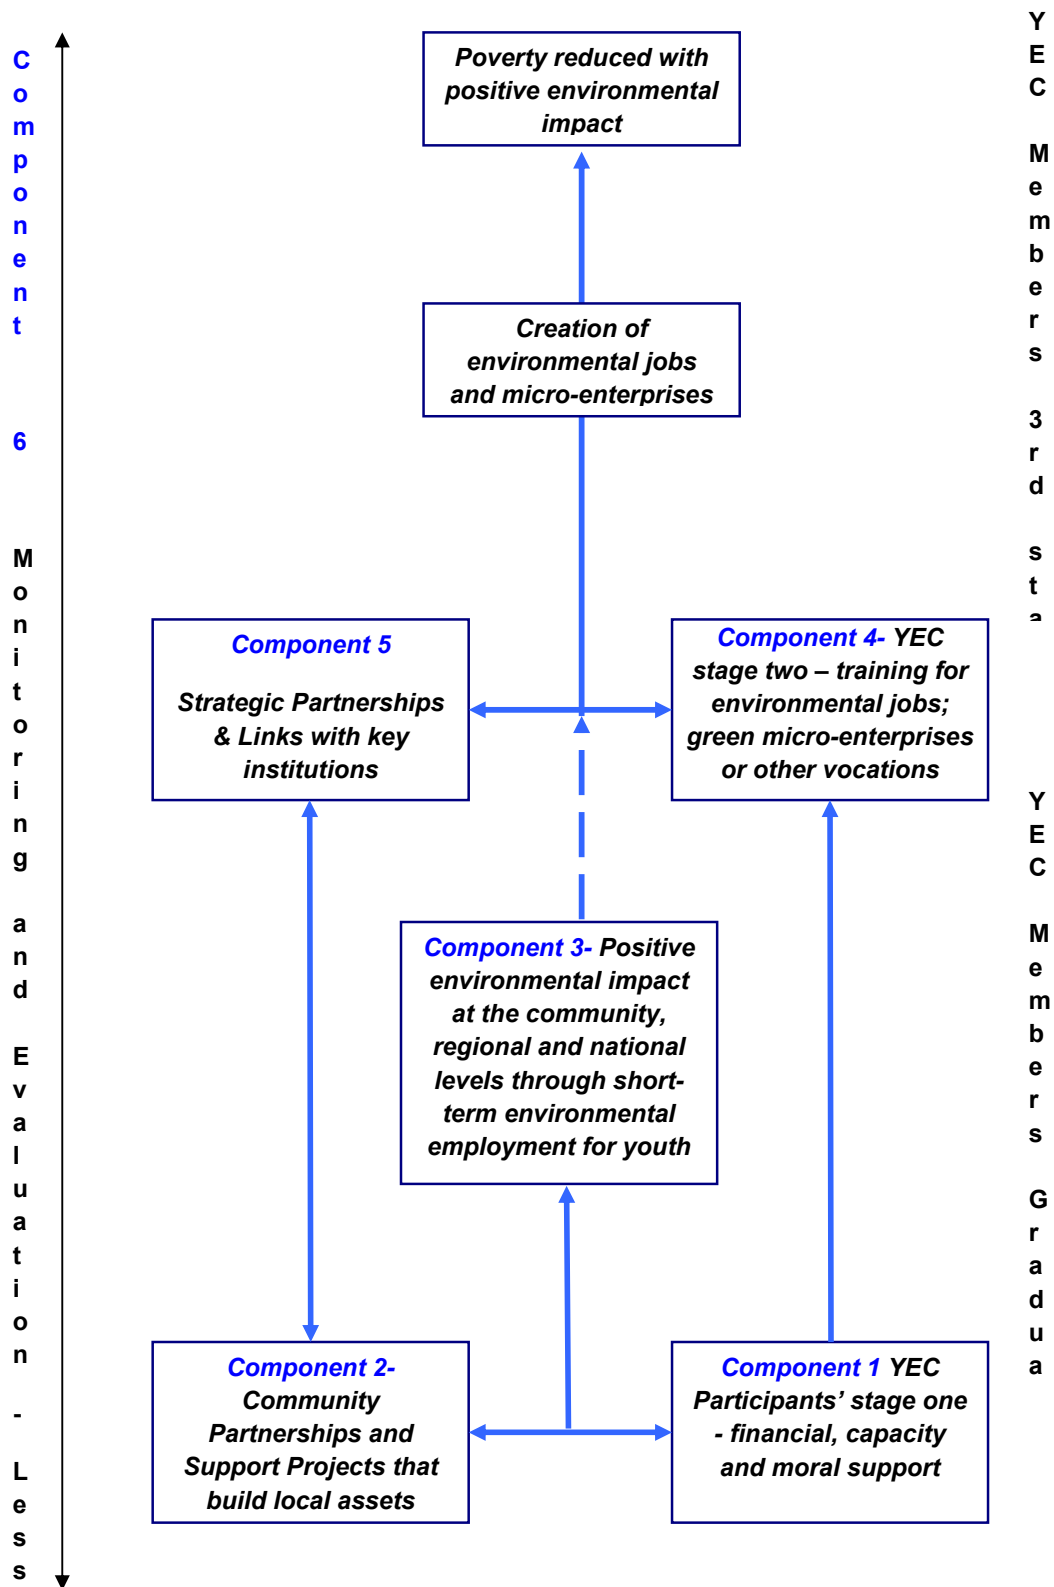 Component 6 Monitoring and Evaluation - Less
Poverty reduced with
positive environmental
impact
Creation of
environmental jobs
and micro-enterprises
Component 5
Strategic Partnerships
& Links with key
institutions
Component 4- YEC
stage two – training for
environmental jobs;
green micro-enterprises
or other vocations
Component 3- Positive
environmental impact
at the community,
regional and national
levels through short-
term environmental
employment for youth
Component 2-
Community
Partnerships and
Support Projects that
build local assets
Component 1 YEC
Participants’ stage one
- financial, capacity
and moral support
YEC Members 3rd sta
YEC Members Gradua